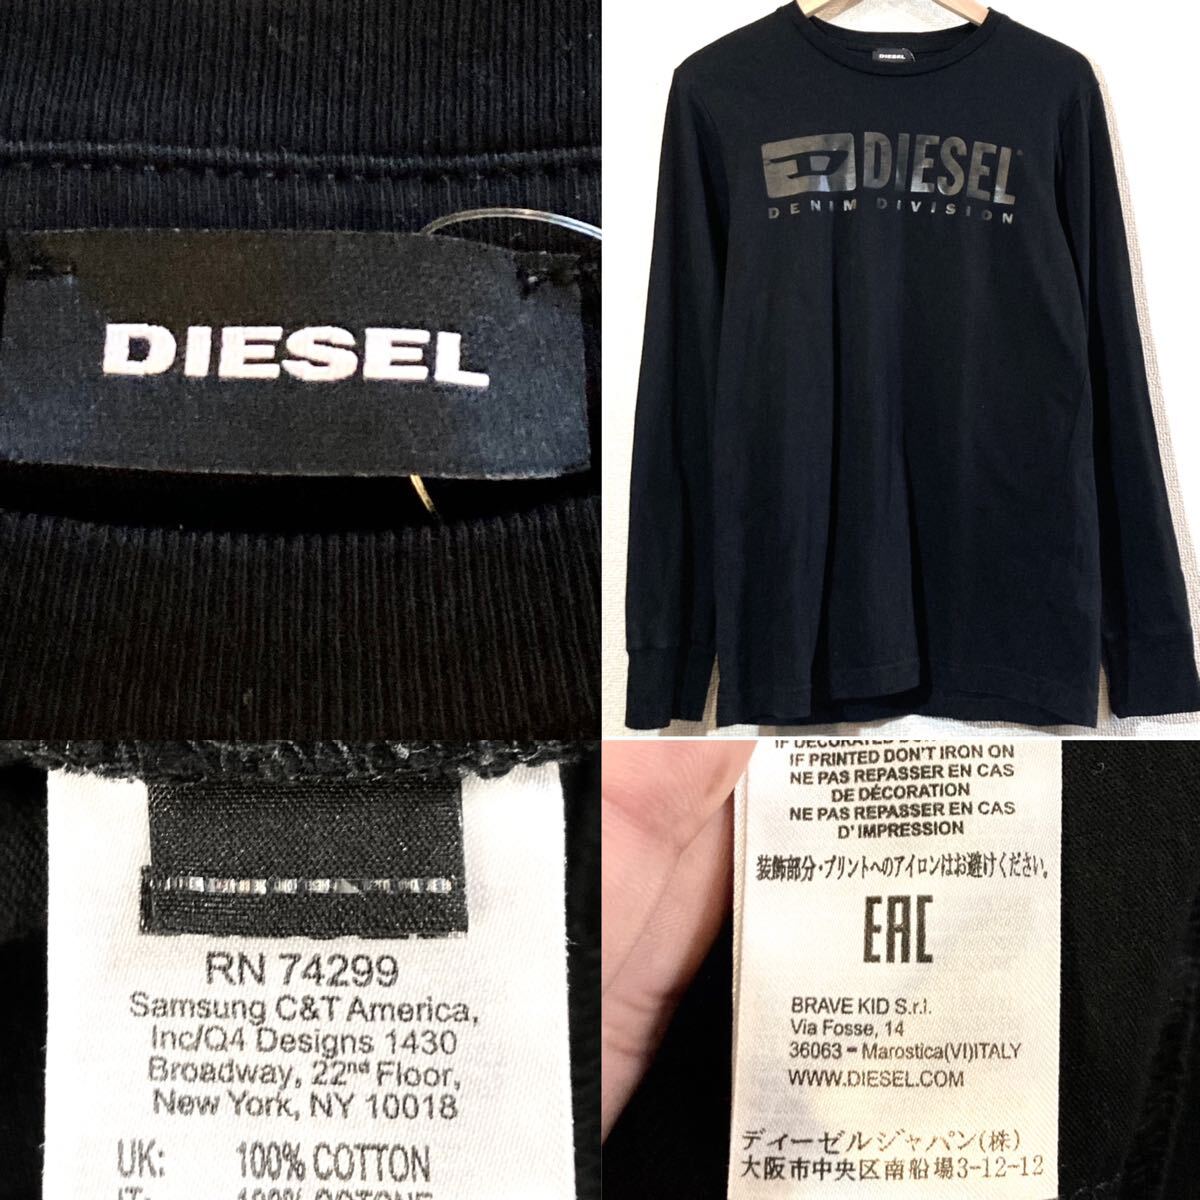 DIESEL
DIESEL
DIESEL
DENIM DIVISION
RN 74299
Samsung C&T America,
Inc/Q4 Designs 1430
Broadway, 22nd Floor,
New York, NY 10018
UK: 100% COTTON
IF DECORATED DON'T
IF PRINTED DON'T IRON ON
NE PAS REPASSER EN CAS
DE DÉCORATION
NE PAS REPASSER EN CAS
D'IMPRESSION
装飾部分・プリントへのアイロンはお避けください。
EAC
BRAVE KID S.r.l.
Via Fosse, 14
36063 - Marostica(VI)ITALY
WWW.DIESEL.COM
ディーゼルジャパン(株)
大阪市中央区南船場3-12-12